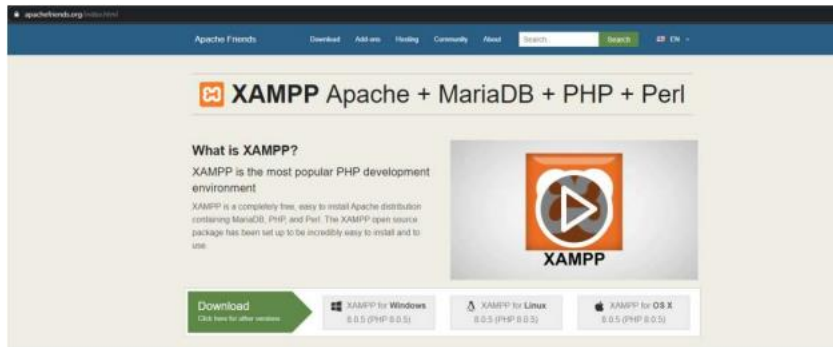 apachefriends.org/index.html
Apache Friends Download Add-ons Hosting Community About Search... Search EN
XAMPP Apache + MariaDB + PHP + Perl
What is XAMPP?
XAMPP is the most popular PHP development
environment
XAMPP is a completely free, easy to install Apache distribution
containing MariaDB, PHP, and Perl. The XAMPP open source
package has been set up to be incredibly easy to install and to
use.
XAMPP
Download
Click here for other versions
XAMPP for Windows
8.0.5 (PHP 8.0.5)
XAMPP for Linux
8.0.5 (PHP 8.0.5)
XAMPP for OS X
8.0.5 (PHP 8.0.5)